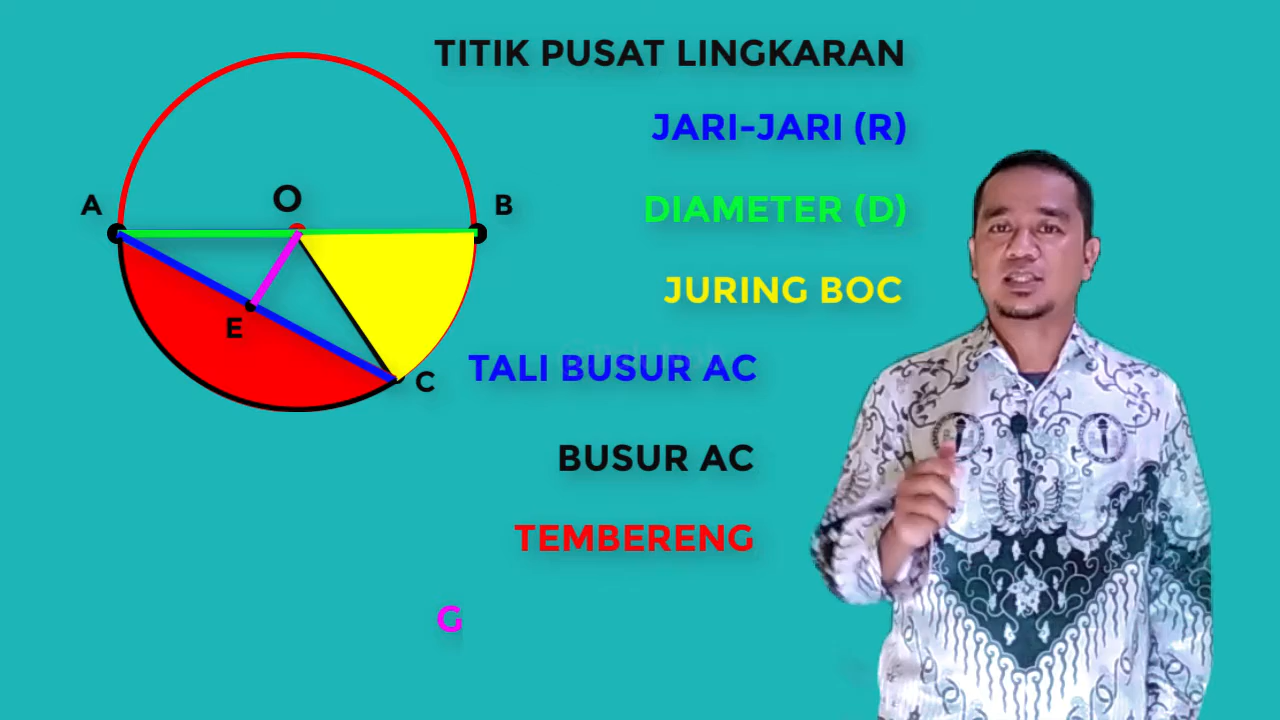 TITIK PUSAT LINGKARAN
JARI-JARI (R)
A
O
B
DIAMETER (D)
JURING BOC
E
TALI BUSUR AC
C
BUSUR AC
TEMBERENG
G